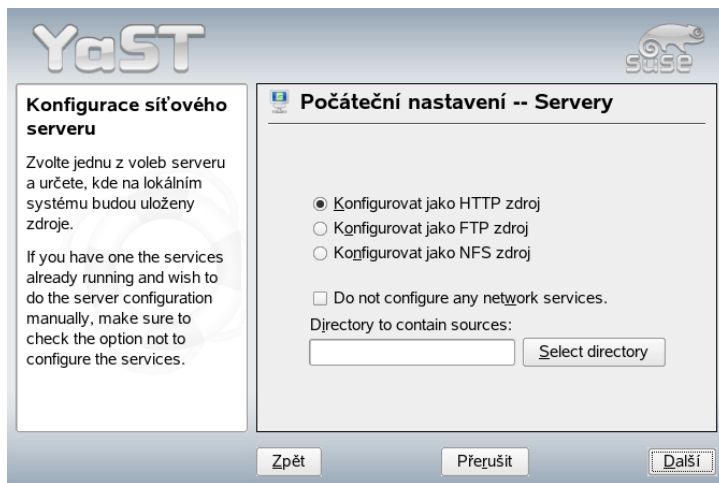 YaST
SUSE
Konfigurace síťového
serveru
Zvolte jednu z voleb serveru
a určete, kde na lokálním
systému budou uloženy
zdroje.
If you have one the services
already running and wish to
do the server configuration
manually, make sure to
check the option not to
configure the services.
Počáteční nastavení -- Servery
Konfigurovat jako HTTP zdroj
Konfigurovat jako FTP zdroj
Konfigurovat jako NFS zdroj
Do not configure any network services.
Directory to contain sources:
Select directory
Zpět
Přerušit
Další